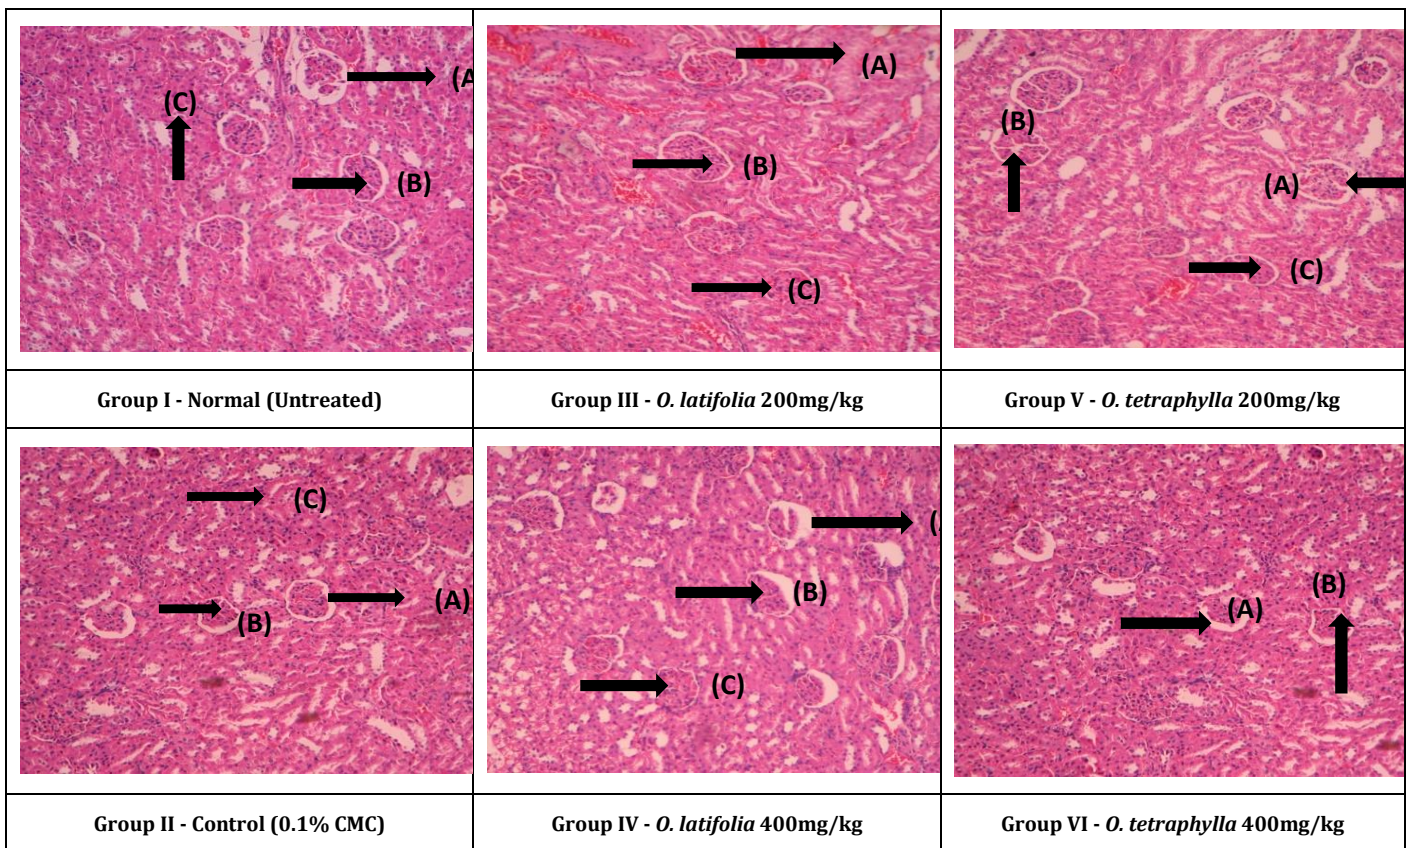 (C)
(B)
(A)
(B)
(C)
(B)
(A)
(C)
Group I - Normal (Untreated)
Group III - O. latifolia 200mg/kg
Group V - O. tetraphylla 200mg/kg
(C)
(B)
(A)
(B)
(C)
(B)
(A)
Group II - Control (0.1% CMC)
Group IV - O. latifolia 400mg/kg
Group VI - O. tetraphylla 400mg/kg